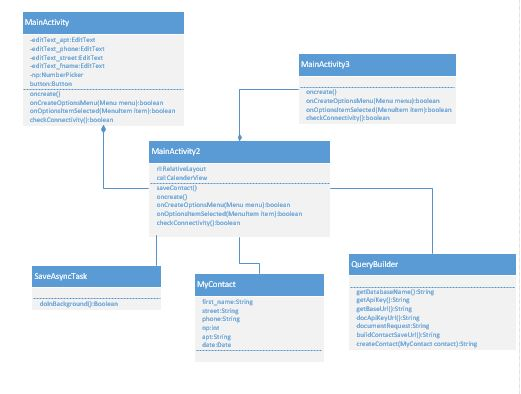 MainActivity
-editText_apt:EditText
-editText_phone:EditText
-editText_street:EditText
-editText_fname:EditText
-np:NumberPicker
button:Button
oncreate()
onCreateOptionsMenu(Menu menu):boolean
onOptionsItemSelected(MenuItem item):boolean
checkConnectivity():boolean
MainActivity3
oncreate()
onCreateOptionsMenu(Menu menu):boolean
onOptionsItemSelected(MenuItem item):boolean
checkConnectivity():boolean
MainActivity2
rl:RelativeLayout
cal:CalenderView
saveContact()
oncreate()
onCreateOptionsMenu(Menu menu):boolean
onOptionsItemSelected(MenuItem item):boolean
checkConnectivity():boolean
SaveAsyncTask
doInBackground():Boolean
MyContact
first_name:String
street:String
phone:String
np:int
apt:String
date:Date
QueryBuilder
getDatabaseName():String
getApiKey():String
getBaseUrl():String
docApiKeyUrl():String
documentRequest:String
buildContactSaveUrl():String
createContact(MyContact contact):String